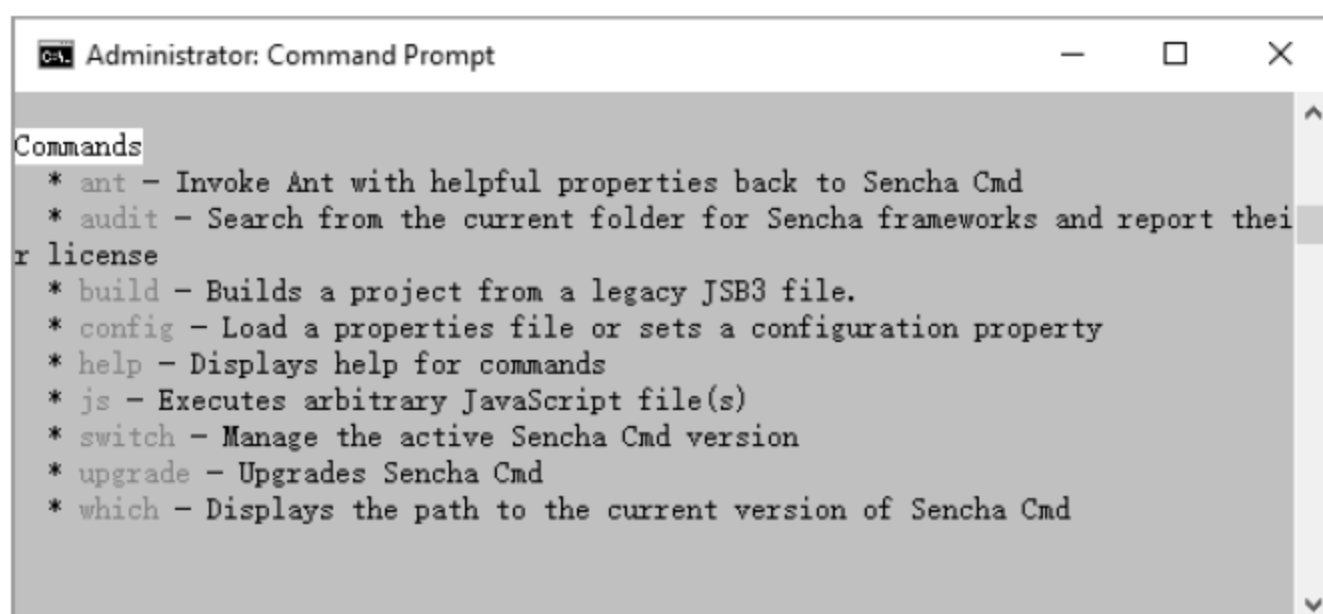 Administrator: Command Prompt
Commands
* ant - Invoke Ant with helpful properties back to Sencha Cmd
* audit - Search from the current folder for Sencha frameworks and report thei
r license
* build - Builds a project from a legacy JSB3 file.
* config - Load a properties file or sets a configuration property
* help - Displays help for commands
* js - Executes arbitrary JavaScript file(s)
* switch - Manage the active Sencha Cmd version
* upgrade - Upgrades Sencha Cmd
* which - Displays the path to the current version of Sencha Cmd